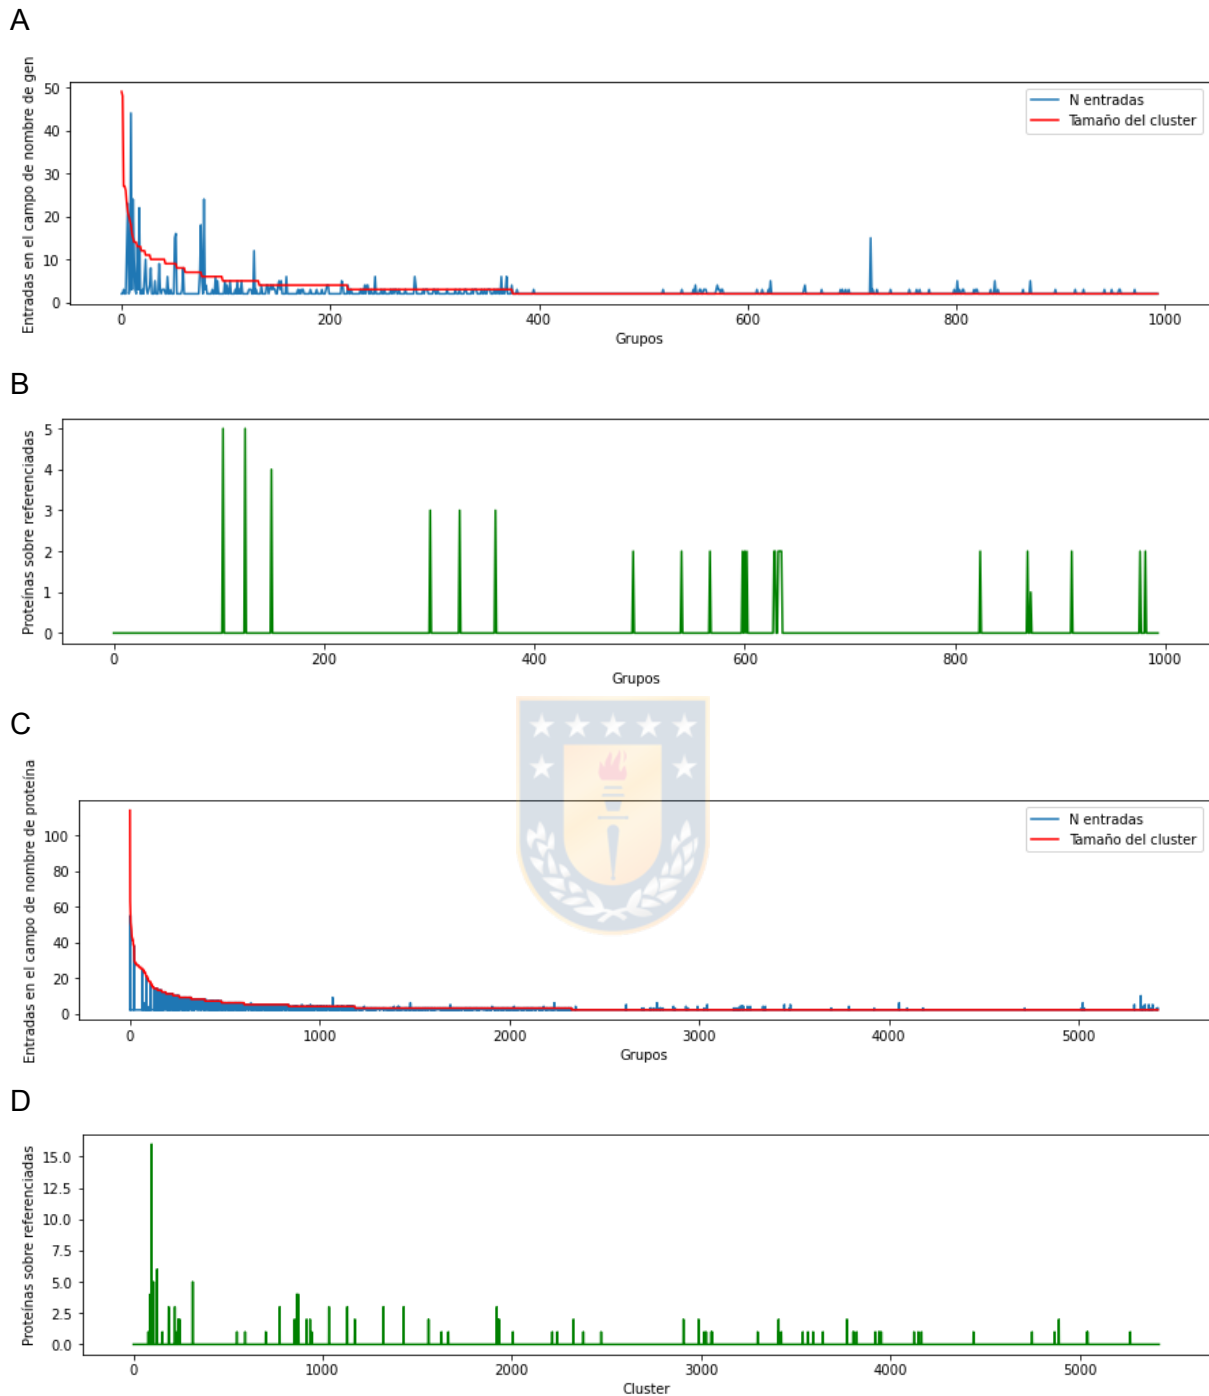 A
Entradas en el campo de nombre de gen
50
40
30
20
10
0
N entradas
Tamaño del cluster
0 200 400 600 800 1000
Grupos
B
Proteínas sobre referenciadas
5
4
3
2
1
0
0 200 400 600 800 1000
Grupos
C
Entradas en el campo de nombre de proteína
100
80
60
40
20
0
N entradas
Tamaño del cluster
0 1000 2000 3000 4000 5000
Grupos
D
Proteínas sobre referenciadas
15.0
12.5
10.0
7.5
5.0
2.5
0.0
0 1000 2000 3000 4000 5000
Cluster